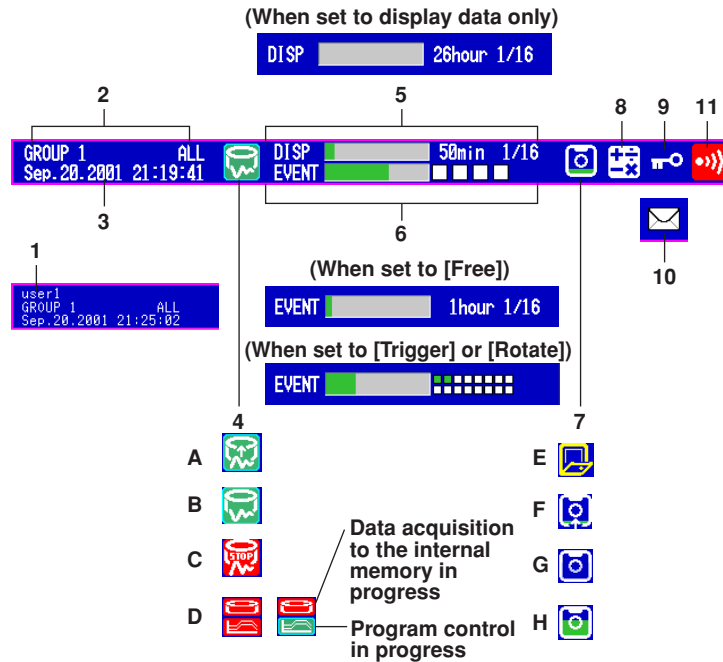 (When set to display data only)
DISP 26hour 1/16
2 5 8 9 11
GROUP 1 ALL
Sep.20.2001 21:19:41
DISP 50min 1/16
EVENT
3 6
10
1
user1
GROUP 1 ALL
Sep.20.2001 21:25:02
(When set to [Free])
EVENT 1hour 1/16
(When set to [Trigger] or [Rotate])
EVENT
4 7
A
B
C
STOP
D
Data acquisition
to the internal
memory in
progress
Program control
in progress
E
F
G
H